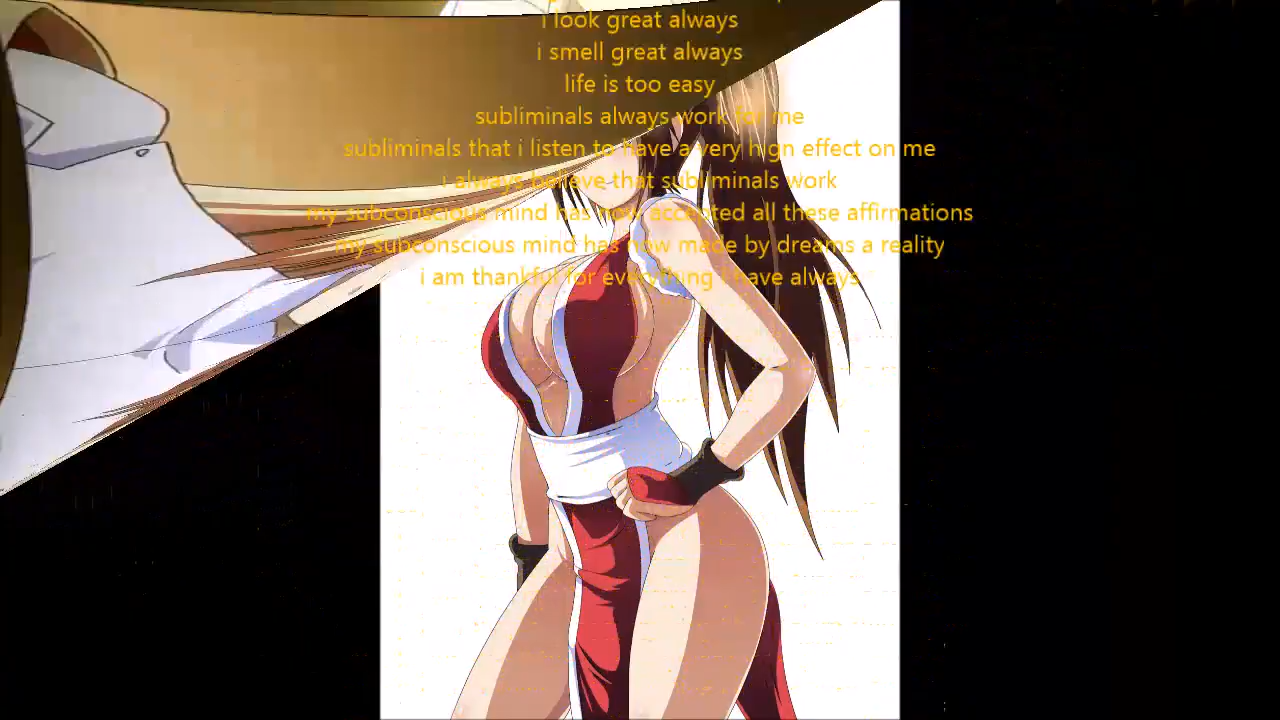 i look great always
i smell great always
life is too easy
subliminals always work for me
subliminals that i listen to have a very high effect on me
i always believe that subliminals work
my subconscious mind has now accepted all these affirmations
my subconscious mind has now made by dreams a reality
i am thankful for everything i have always